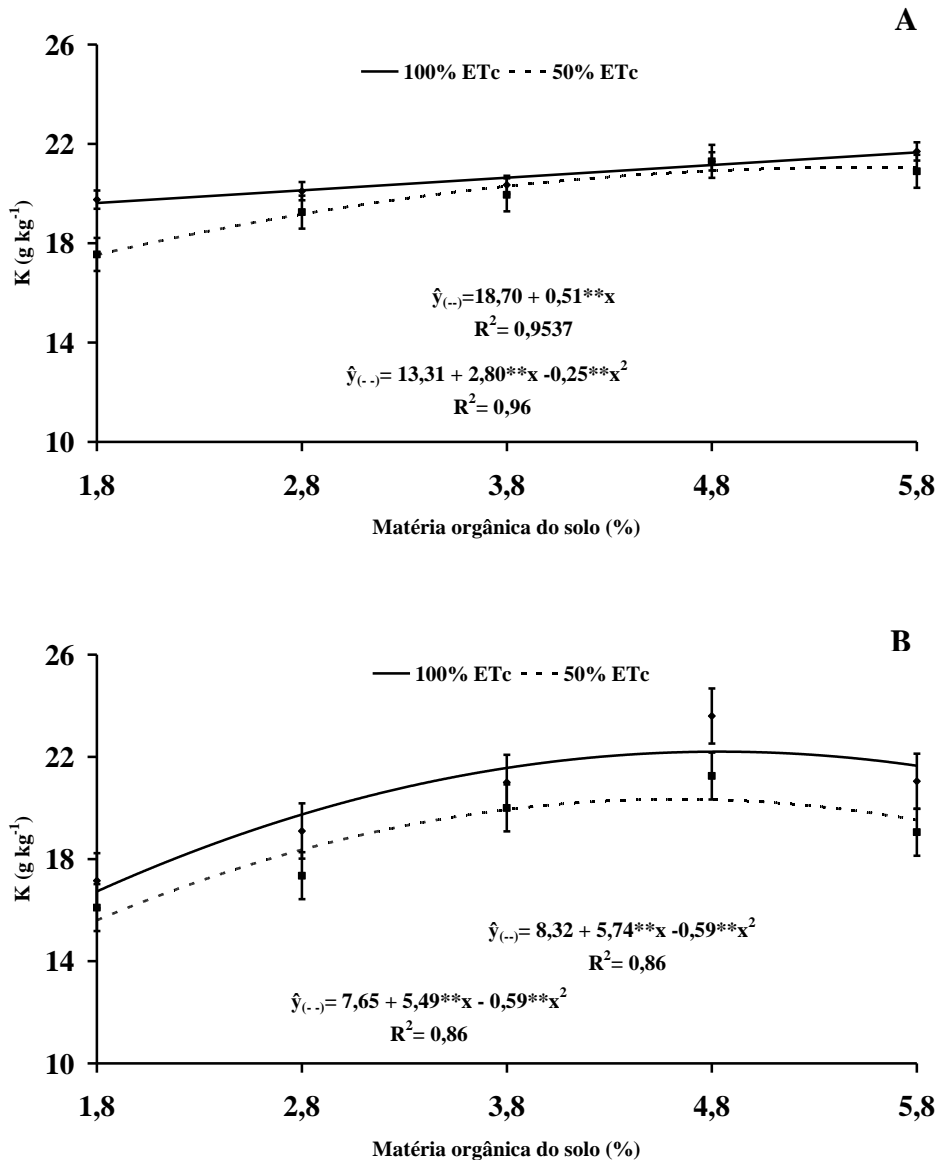 A
26
22
18
14
10
K (g kg-1)
100% ETc 50% ETc
ŷ(--)=18,70 + 0,51**x
R2= 0,9537
ŷ(- -)= 13,31 + 2,80**x -0,25**x2
R2= 0,96
1,8 2,8 3,8 4,8 5,8
Matéria orgânica do solo (%)
B
26
22
18
14
10
K (g kg-1)
100% ETc 50% ETc
ŷ(--)= 8,32 + 5,74**x -0,59**x2
R2= 0,86
ŷ(- -)= 7,65 + 5,49**x - 0,59**x2
R2= 0,86
1,8 2,8 3,8 4,8 5,8
Matéria orgânica do solo (%)